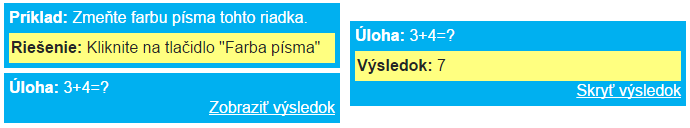 Príklad: Zmeňte farbu písma tohto riadka.
Riešenie: Kliknite na tlačidlo "Farba písma"
Úloha: 3+4=?
Zobraziť výsledok
Úloha: 3+4=?
Výsledok: 7
Skryť výsledok